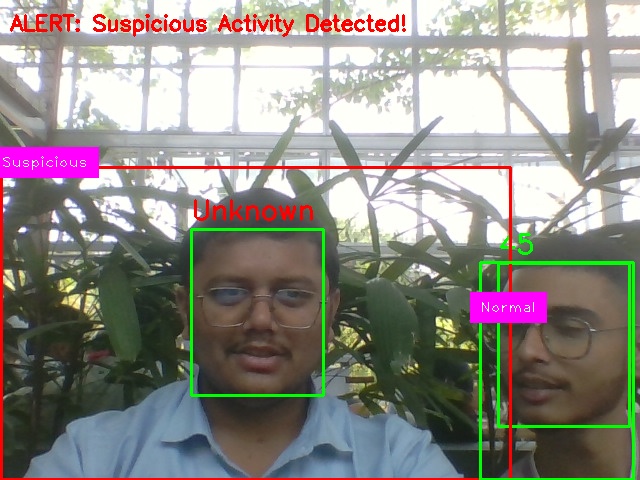 ALERT: Suspicious Activity Detected!
Suspicious
Unknown
45
Normal